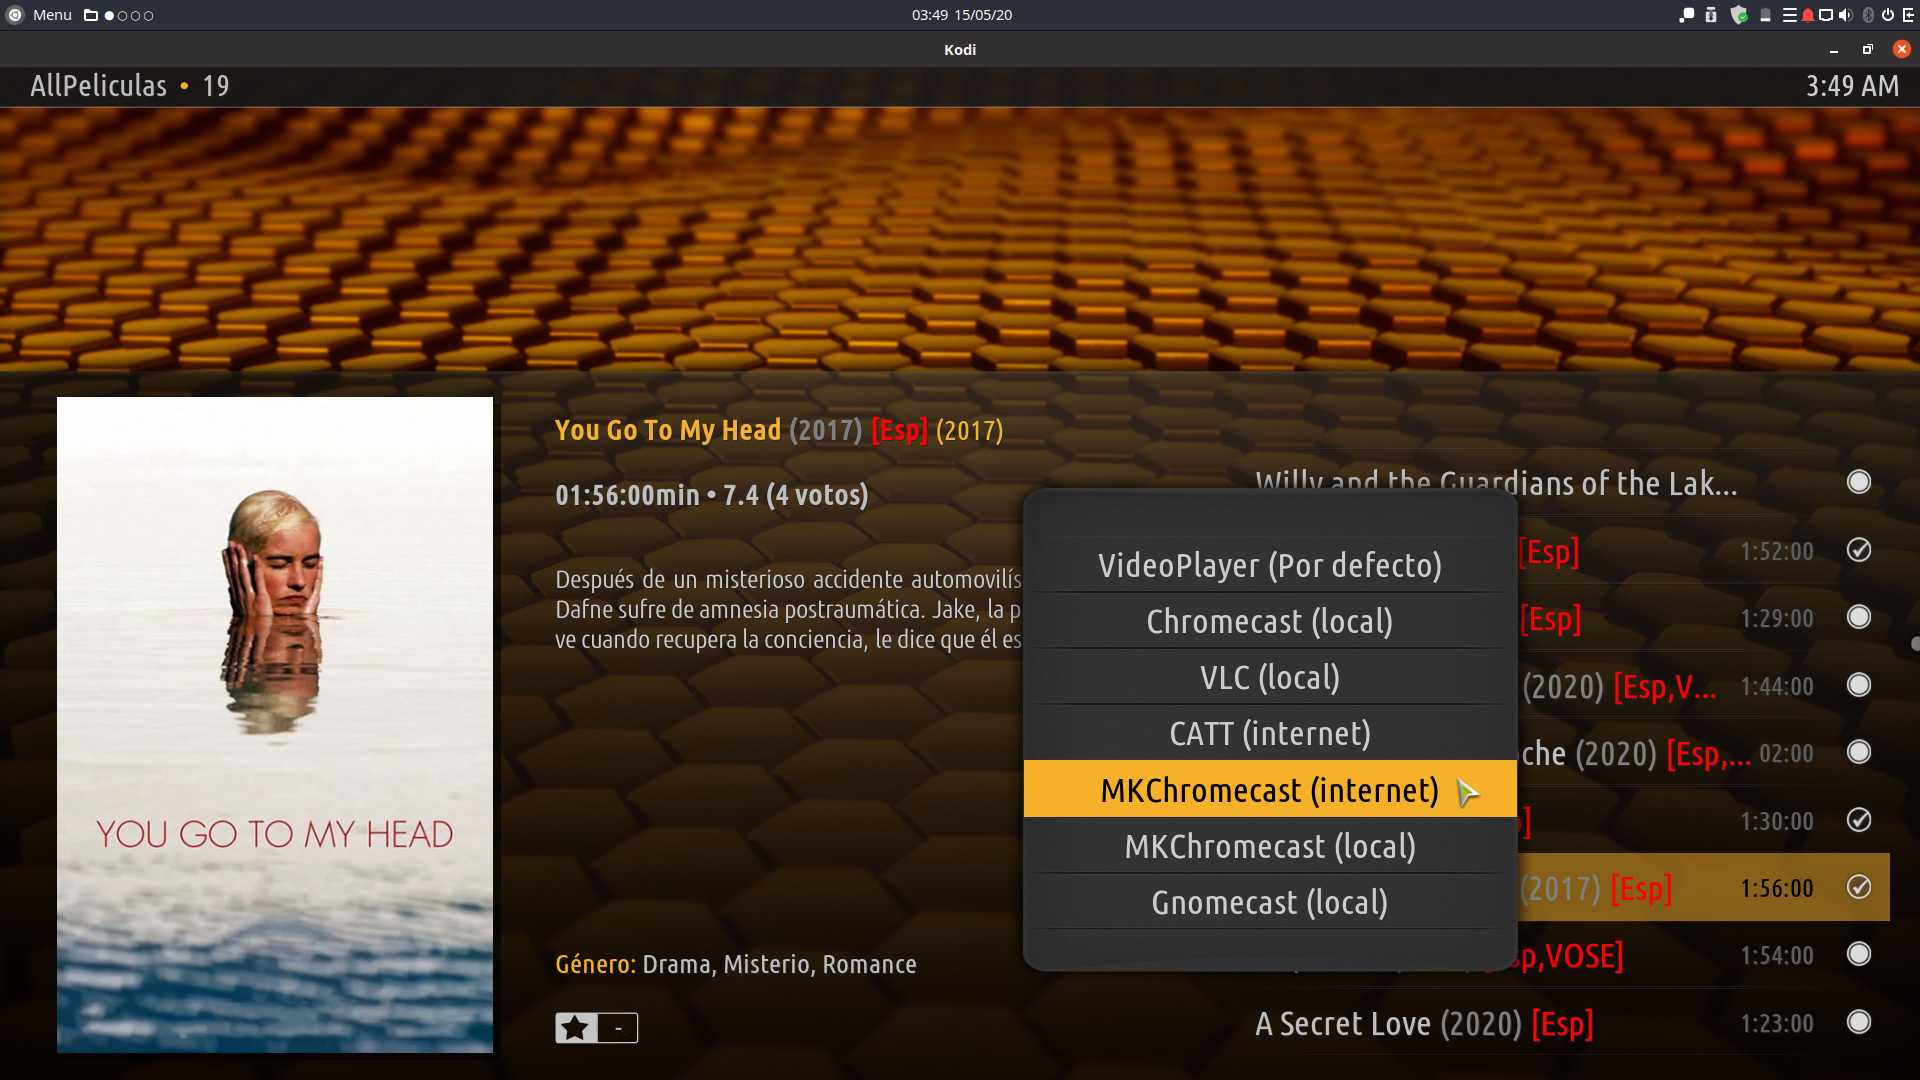 Menu
03:49 15/05/20
Kodi
AllPeliculas • 19
3:49 AM
You Go To My Head (2017) [Esp] (2017)
01:56:00min • 7.4 (4 votos)
Después de un misterioso accidente automovilís
Dafne sufre de amnesia postraumática. Jake, la p
ve cuando recupera la conciencia, le dice que él es
Género: Drama, Misterio, Romance
-
YOU GO TO MY HEAD
VideoPlayer (Por defecto)
Chromecast (local)
VLC (local)
CATT (internet)
MKChromecast (internet)
MKChromecast (local)
Gnomecast (local)
Willy and the Guardians of the Lak...
[Esp] 1:52:00
[Esp] 1:29:00
(2020) [Esp,V... 1:44:00
oche (2020) [Esp,... 02:00
1:30:00
(2017) [Esp] 1:56:00
sp,VOSE] 1:54:00
A Secret Love (2020) [Esp] 1:23:00